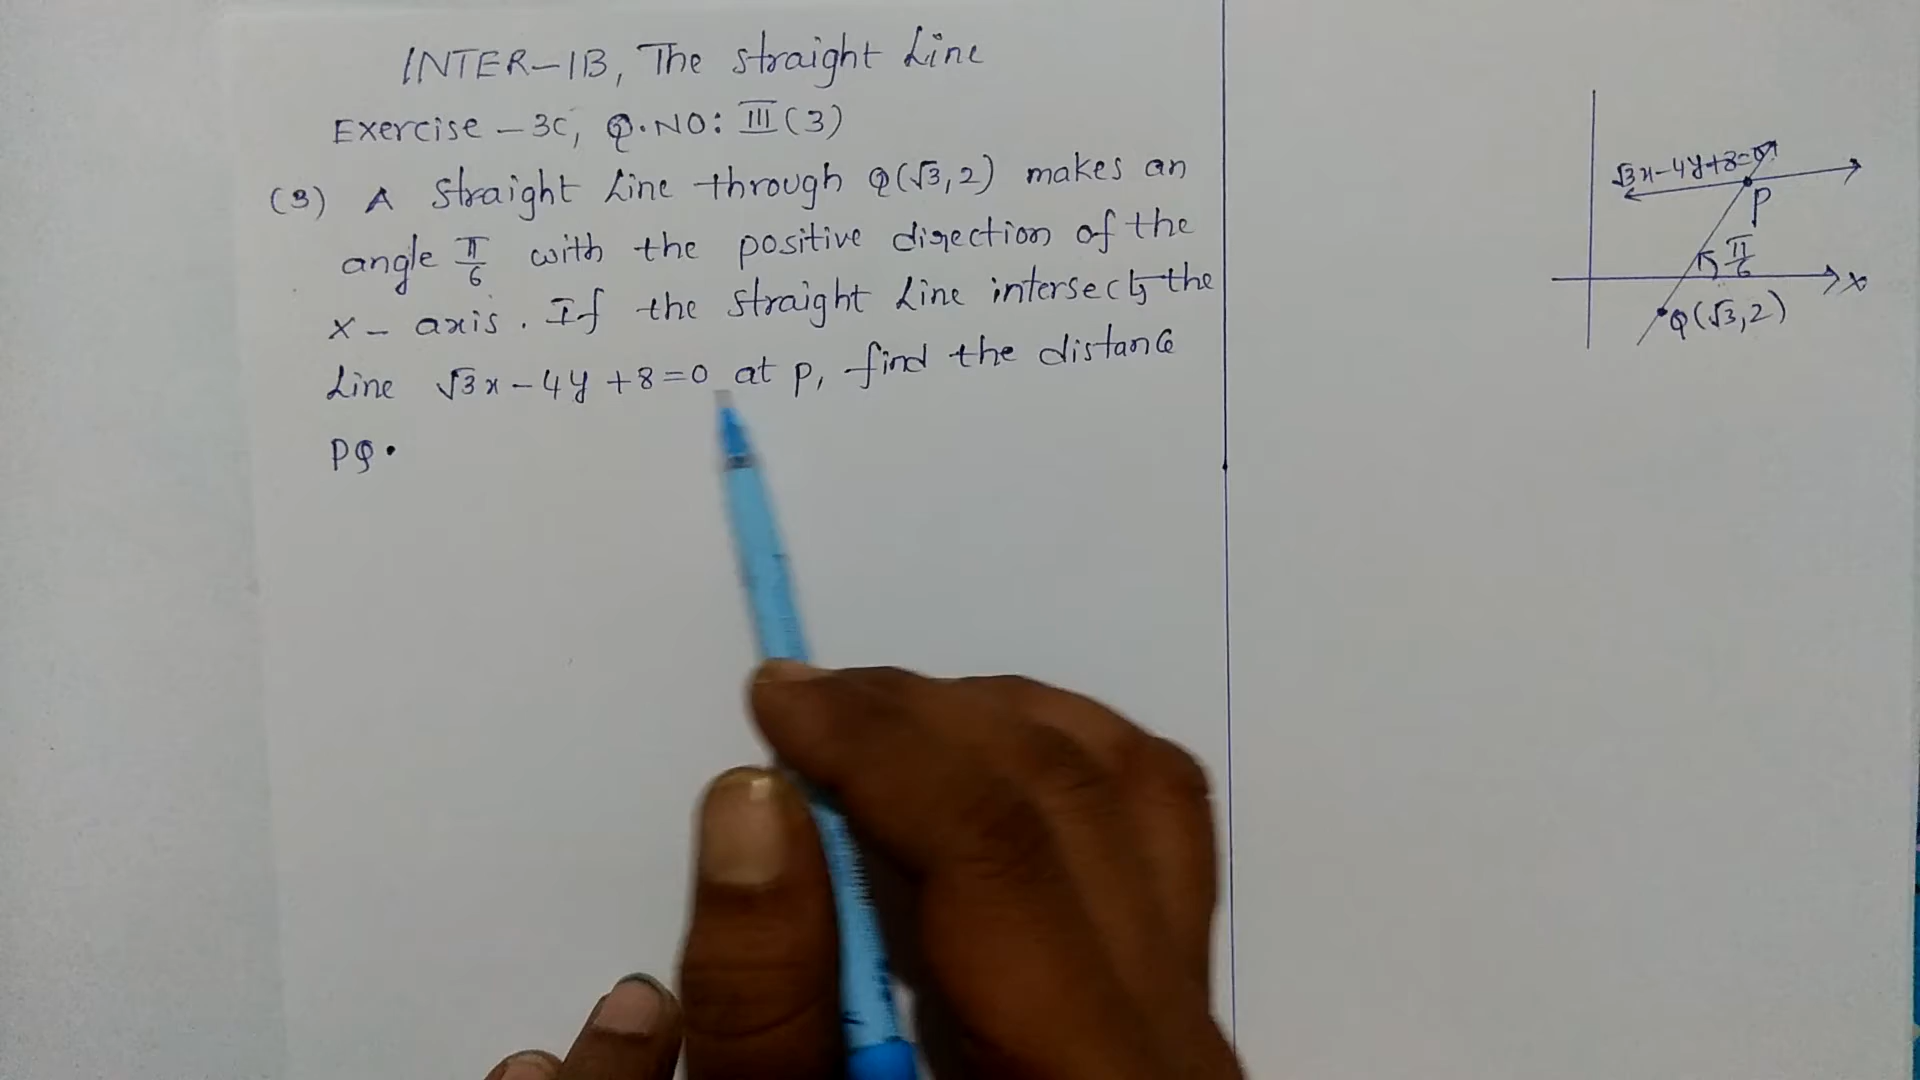 INTER-1B, The straight Line
Exercise - 3C, Q.NO: III (3)
(3) A straight Line through Q(√3,2) makes an
angle π/6 with the positive direction of the
X - axis. If the straight Line intersects the
Line √3x - 4y + 8 = 0 at p, find the distance
PQ.
√3x-4y+8=0
P
π/6
x
Q(√3,2)